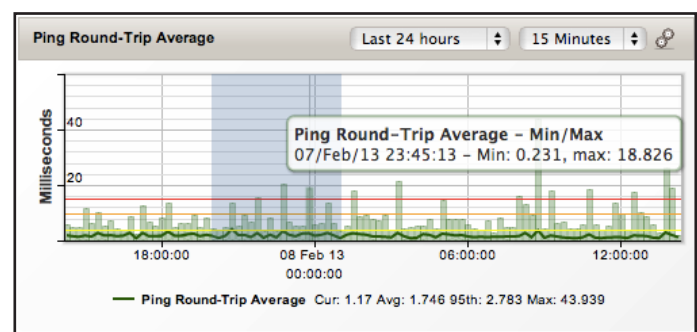 Ping Round-Trip Average
Last 24 hours
15 Minutes
Milliseconds
40
20
Ping Round-Trip Average - Min/Max
07/Feb/13 23:45:13 - Min: 0.231, max: 18.826
18:00:00
08 Feb 13
00:00:00
06:00:00
12:00:00
Ping Round-Trip Average Cur: 1.17 Avg: 1.746 95th: 2.783 Max: 43.939